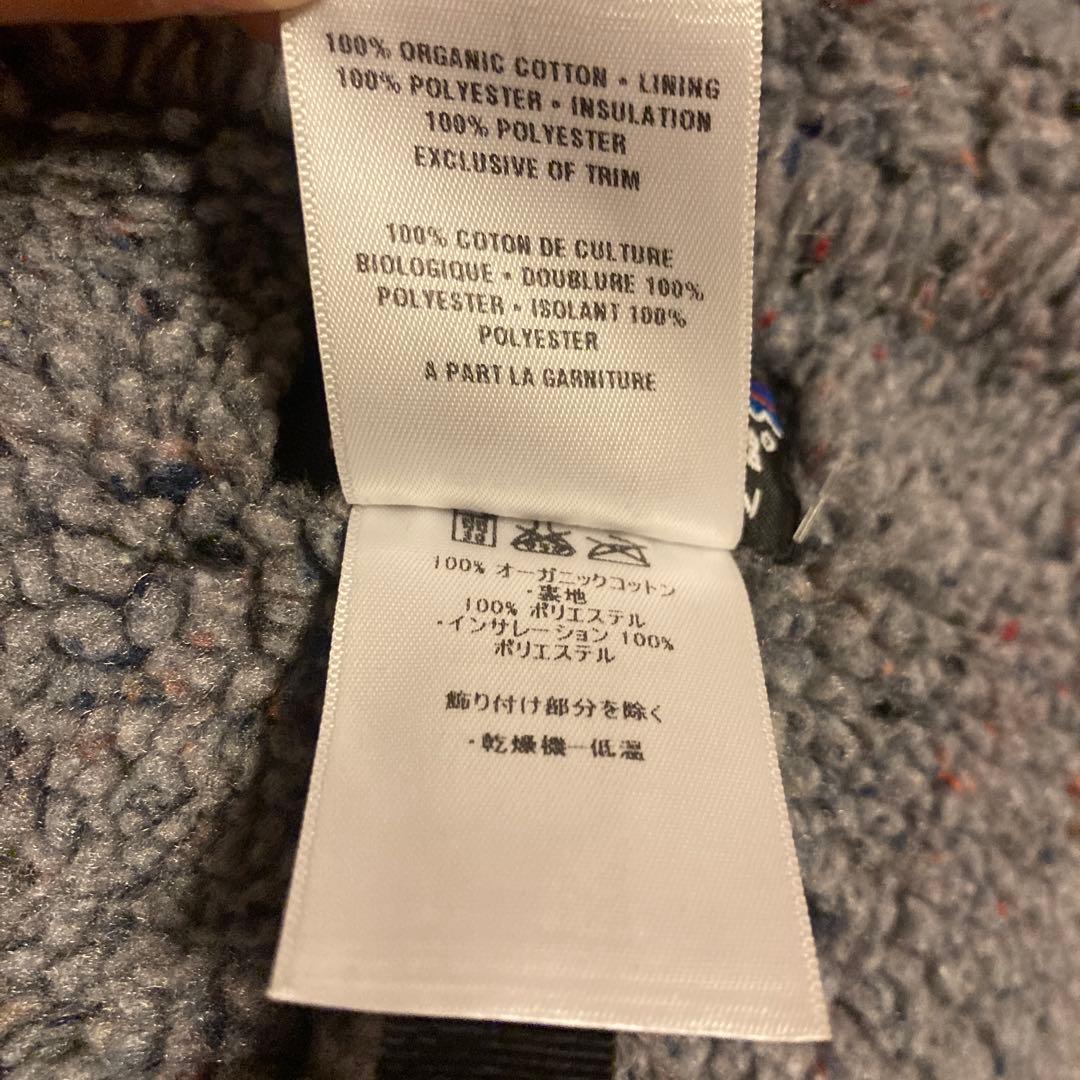 100% ORGANIC COTTON • LINING
100% POLYESTER • INSULATION
100% POLYESTER
EXCLUSIVE OF TRIM
100% COTON DE CULTURE
BIOLOGIQUE • DOUBLURE 100%
POLYESTER • ISOLANT 100%
POLYESTER
A PART LA GARNITURE
100% オーガニックコットン
・裏地
100% ポリエステル
・インサレーション 100%
ポリエステル
飾り付け部分を除く
・乾燥機一低温